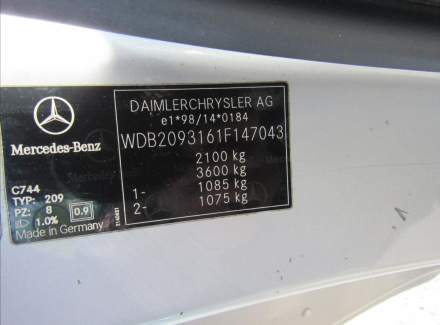 DAIMLERCHRYSLER AG
e1*98/14*0184
WDB2093161F147043
2100 kg
3600 kg
1- 1085 kg
2- 1075 kg
Mercedes-Benz
C744
TYP: 209
PZ: 8 0.9
1.0%
Made in Germany